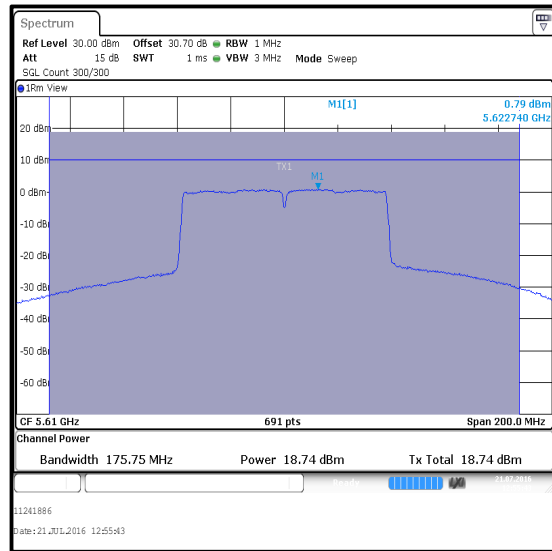 Spectrum
Ref Level 30.00 dBm Offset 30.70 dB RBW 1 MHz
Att 15 dB SWT 1 ms VBW 3 MHz Mode Sweep
SGL Count 300/300
1Rm View
M1[1] 0.79 dBm
5.622740 GHz
20 dBm
10 dBm
TX1
M1
0 dBm
-10 dBm
-20 dBm
-30 dBm
-40 dBm
-50 dBm
-60 dBm
CF 5.61 GHz 691 pts Span 200.0 MHz
Channel Power
Bandwidth 175.75 MHz Power 18.74 dBm Tx Total 18.74 dBm
Ready 21.07.2016
11241886
Date: 21.JUL.2016 12:55:43